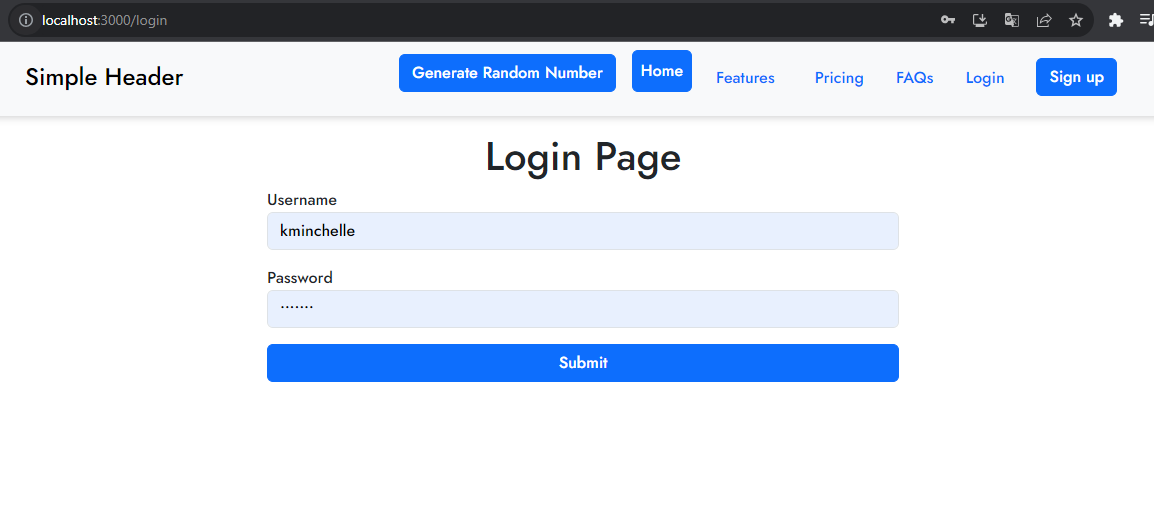 localhost:3000/login
Simple Header Generate Random Number Home Features Pricing FAQs Login Sign up
Login Page
Username
kminchelle
Password
·······
Submit